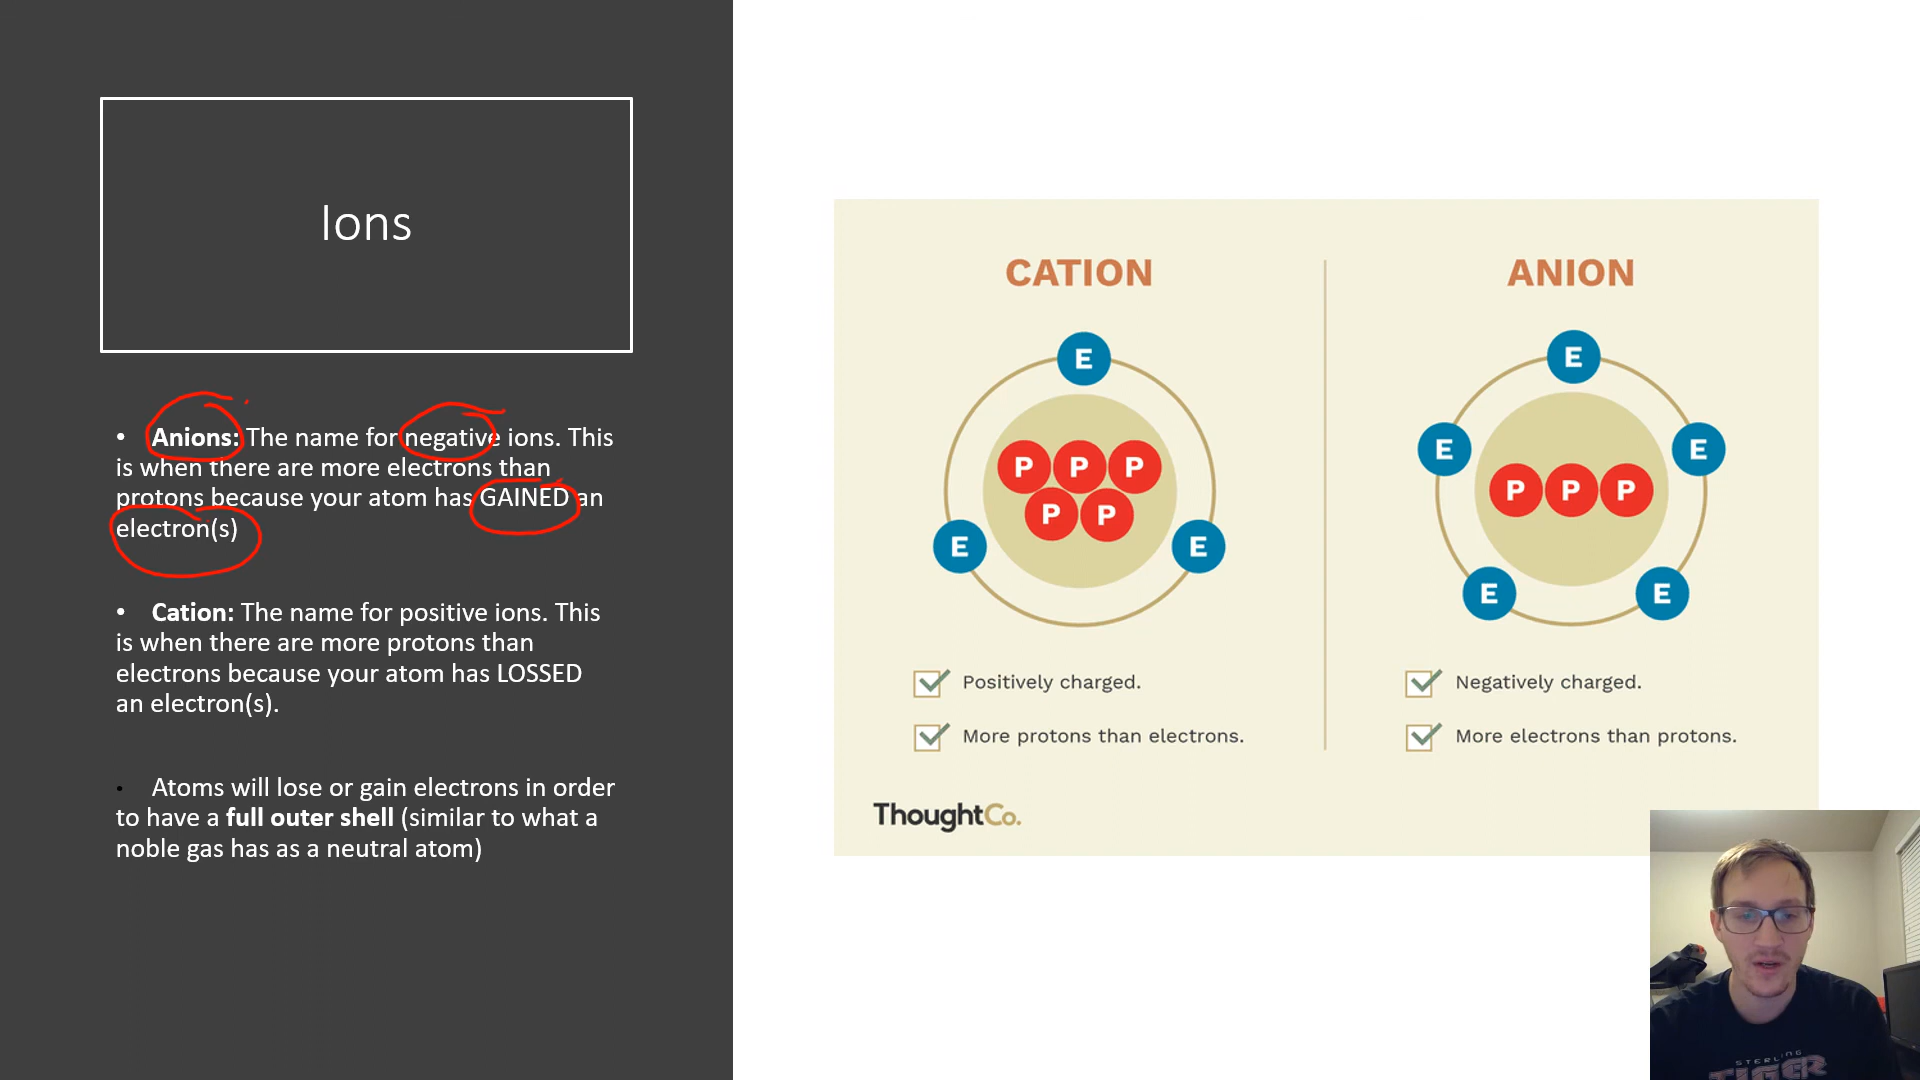 Ions
• Anions: The name for negative ions. This
is when there are more electrons than
protons because your atom has GAINED an
electron(s)
• Cation: The name for positive ions. This
is when there are more protons than
electrons because your atom has LOSSED
an electron(s).
• Atoms will lose or gain electrons in order
to have a full outer shell (similar to what a
noble gas has as a neutral atom)
CATION
E
P P P
P P
E E
Positively charged.
More protons than electrons.
ANION
E
E E
P P P
E E
Negatively charged.
More electrons than protons.
ThoughtCo.
STERLING
TIGER